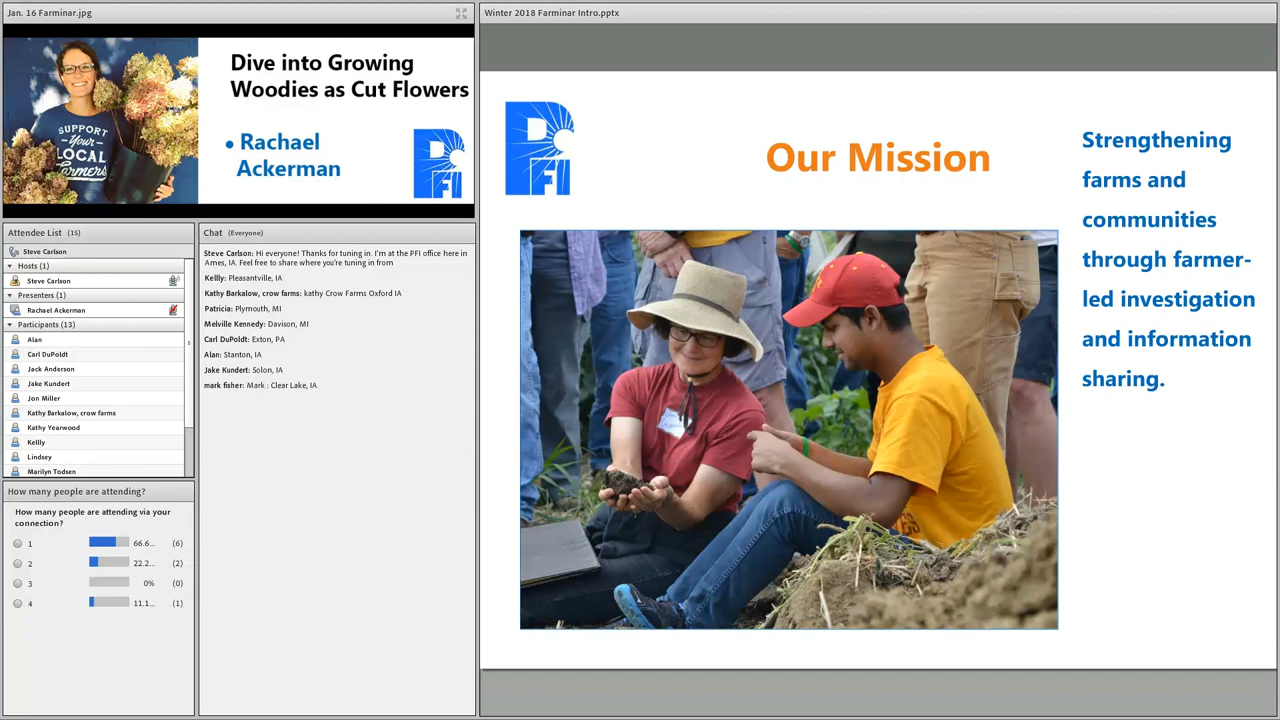 Jan. 16 Farminar.jpg
Dive into Growing
Woodies as Cut Flowers
• Rachael
Ackerman
SUPPORT
Your
LOCAL
Farmers
PCFI
Attendee List (15)
Steve Carlson
Hosts (1)
Steve Carlson
Presenters (1)
Rachael Ackerman
Participants (13)
Alan
Carl DuPoldt
Jack Anderson
Jake Kundert
Jon Miller
Kathy Barkalow, crow farms
Kathy Yearwood
Kellly
Lindsey
Marilyn Todsen
Chat (Everyone)
Steve Carlson: Hi everyone! Thanks for tuning in. I'm at the PFI office here in
Ames, IA. Feel free to share where you're tuning in from
Kellly: Pleasantville, IA
Kathy Barkalow, crow farms: kathy Crow Farms Oxford IA
Patricia: Plymouth, MI
Melville Kennedy: Davison, MI
Carl DuPoldt: Exton, PA
Alan: Stanton, IA
Jake Kundert: Solon, IA
mark fisher: Mark : Clear Lake, IA
How many people are attending?
How many people are attending via your
connection?
1 66.6... (6)
2 22.2... (2)
3 0% (0)
4 11.1... (1)
Winter 2018 Farminar Intro.pptx
PCFI
Our Mission
Strengthening
farms and
communities
through farmer-
led investigation
and information
sharing.